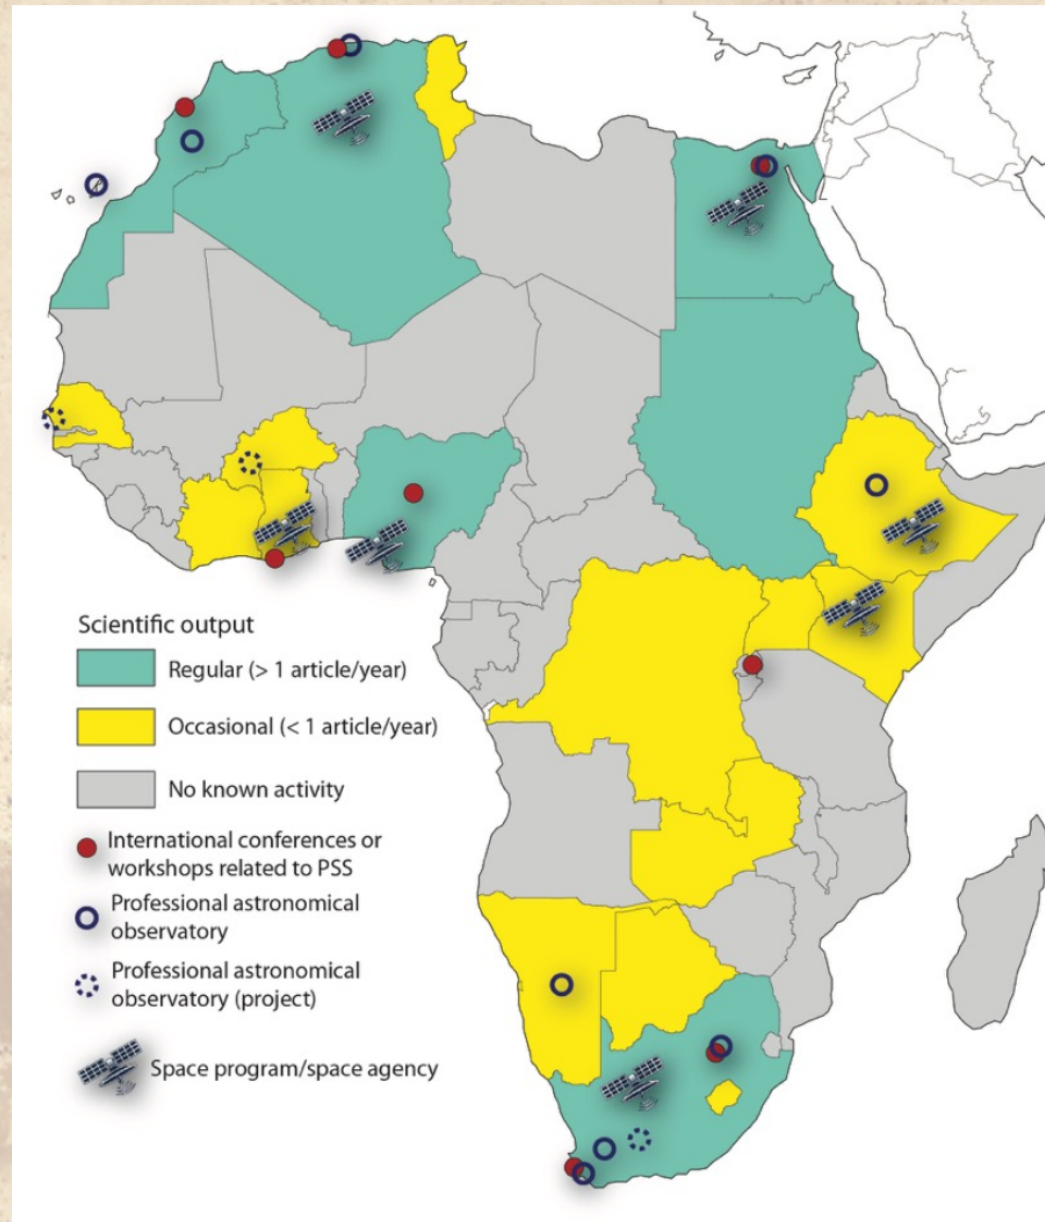 Scientific output
Regular (> 1 article/year)
Occasional (< 1 article/year)
No known activity
International conferences or
workshops related to PSS
Professional astronomical
observatory
Professional astronomical
observatory (project)
Space program/space agency